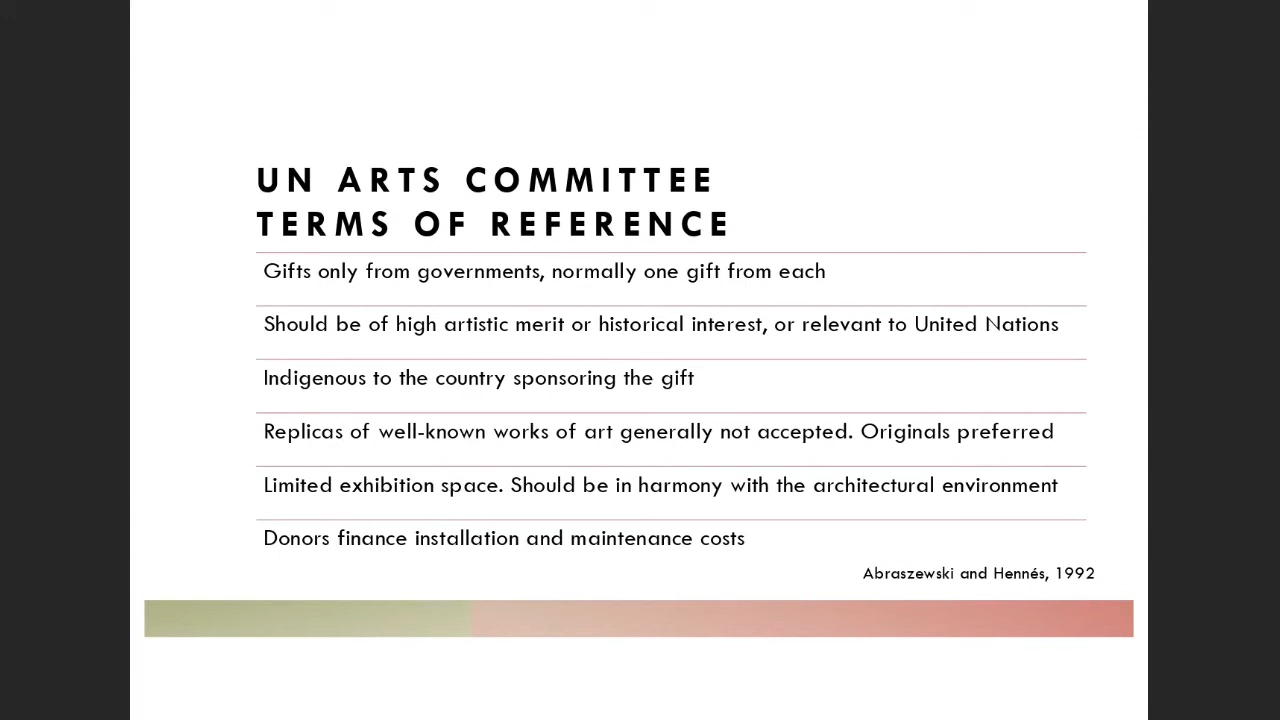 UN ARTS COMMITTEE
TERMS OF REFERENCE
Gifts only from governments, normally one gift from each
Should be of high artistic merit or historical interest, or relevant to United Nations
Indigenous to the country sponsoring the gift
Replicas of well-known works of art generally not accepted. Originals preferred
Limited exhibition space. Should be in harmony with the architectural environment
Donors finance installation and maintenance costs
Abraszewski and Hennés, 1992